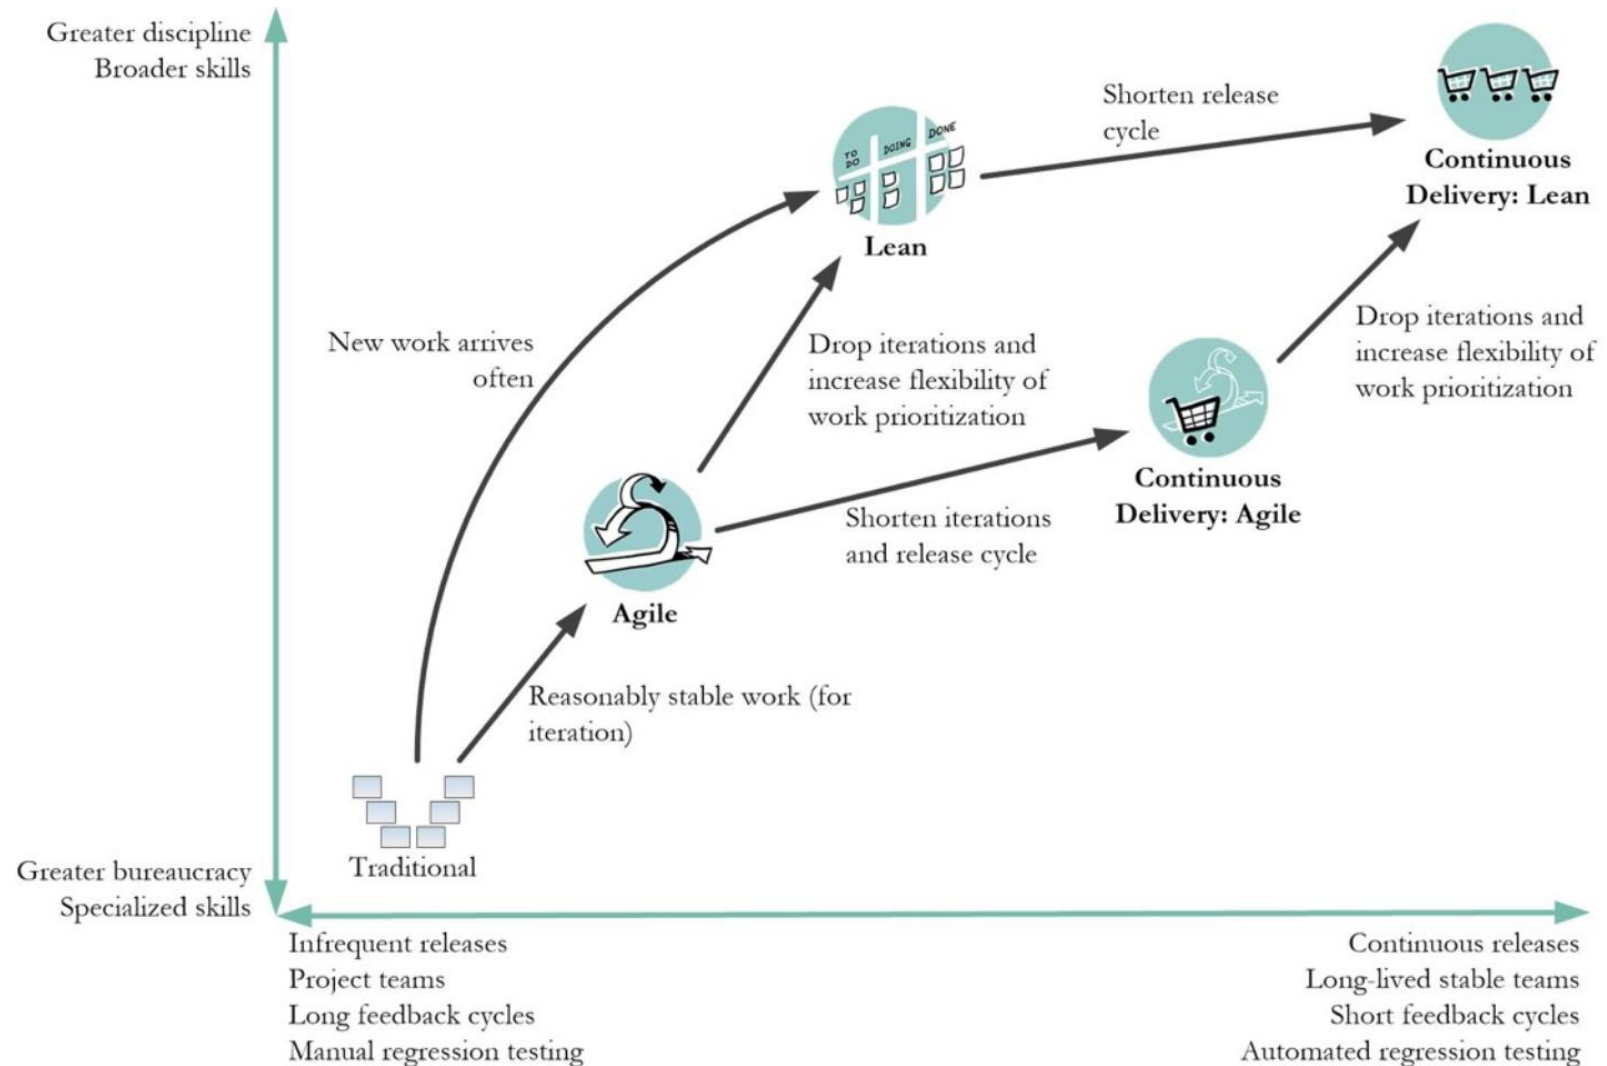 Greater discipline
Broader skills
TO
DO
DOING
DONE
Lean
Shorten release
cycle
Continuous
Delivery: Lean
New work arrives
often
Drop iterations and
increase flexibility of
work prioritization
Drop iterations and
increase flexibility of
work prioritization
Continuous
Delivery: Agile
Shorten iterations
and release cycle
Agile
Reasonably stable work (for
iteration)
Traditional
Greater bureaucracy
Specialized skills
Infrequent releases
Project teams
Long feedback cycles
Manual regression testing
Continuous releases
Long-lived stable teams
Short feedback cycles
Automated regression testing